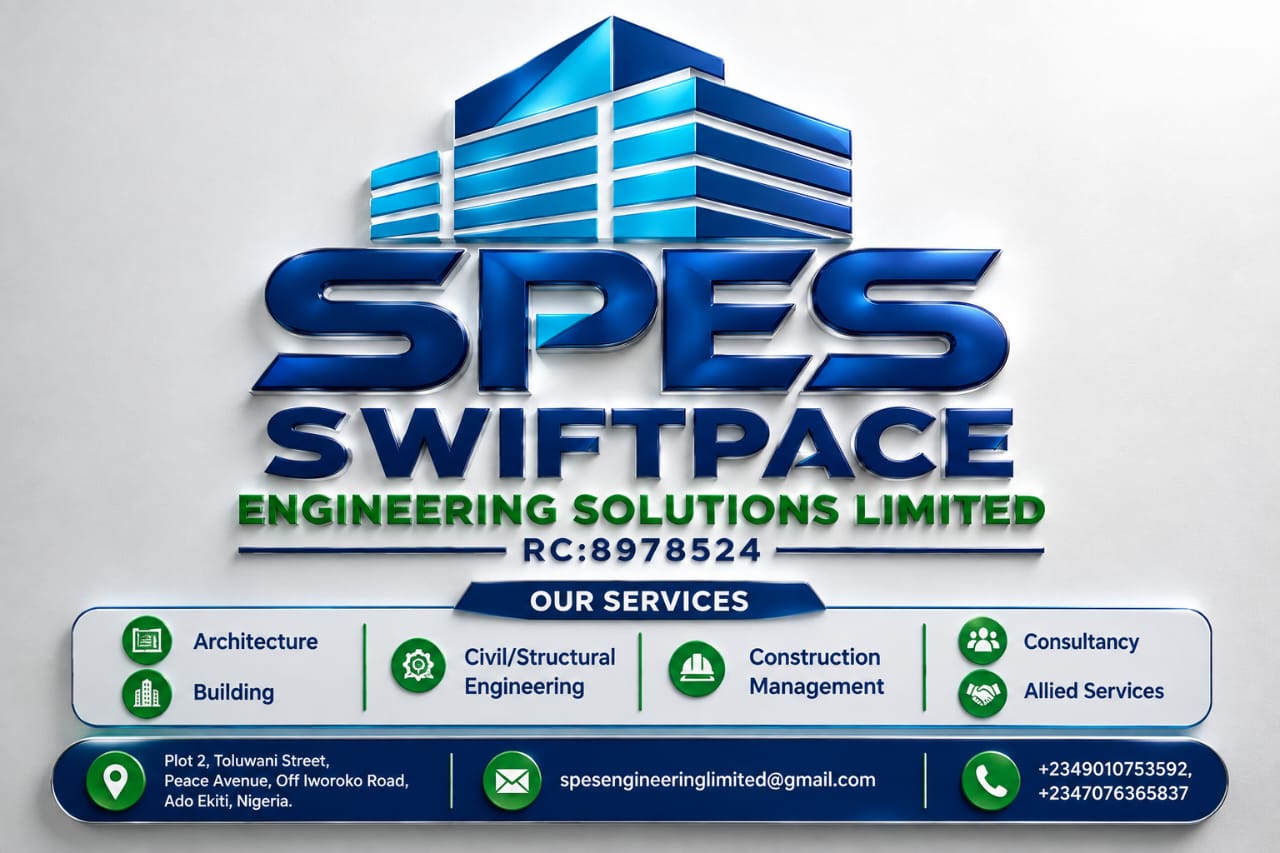 SPES
SWIFTPACE
ENGINEERING SOLUTIONS LIMITED
RC:8978524
OUR SERVICES
Architecture
Building
Civil/Structural
Engineering
Construction
Management
Consultancy
Allied Services
Plot 2, Toluwani Street,
Peace Avenue, Off Iworoko Road,
Ado Ekiti, Nigeria.
spesengineeringlimited@gmail.com
+2349010753592,
+2347076365837